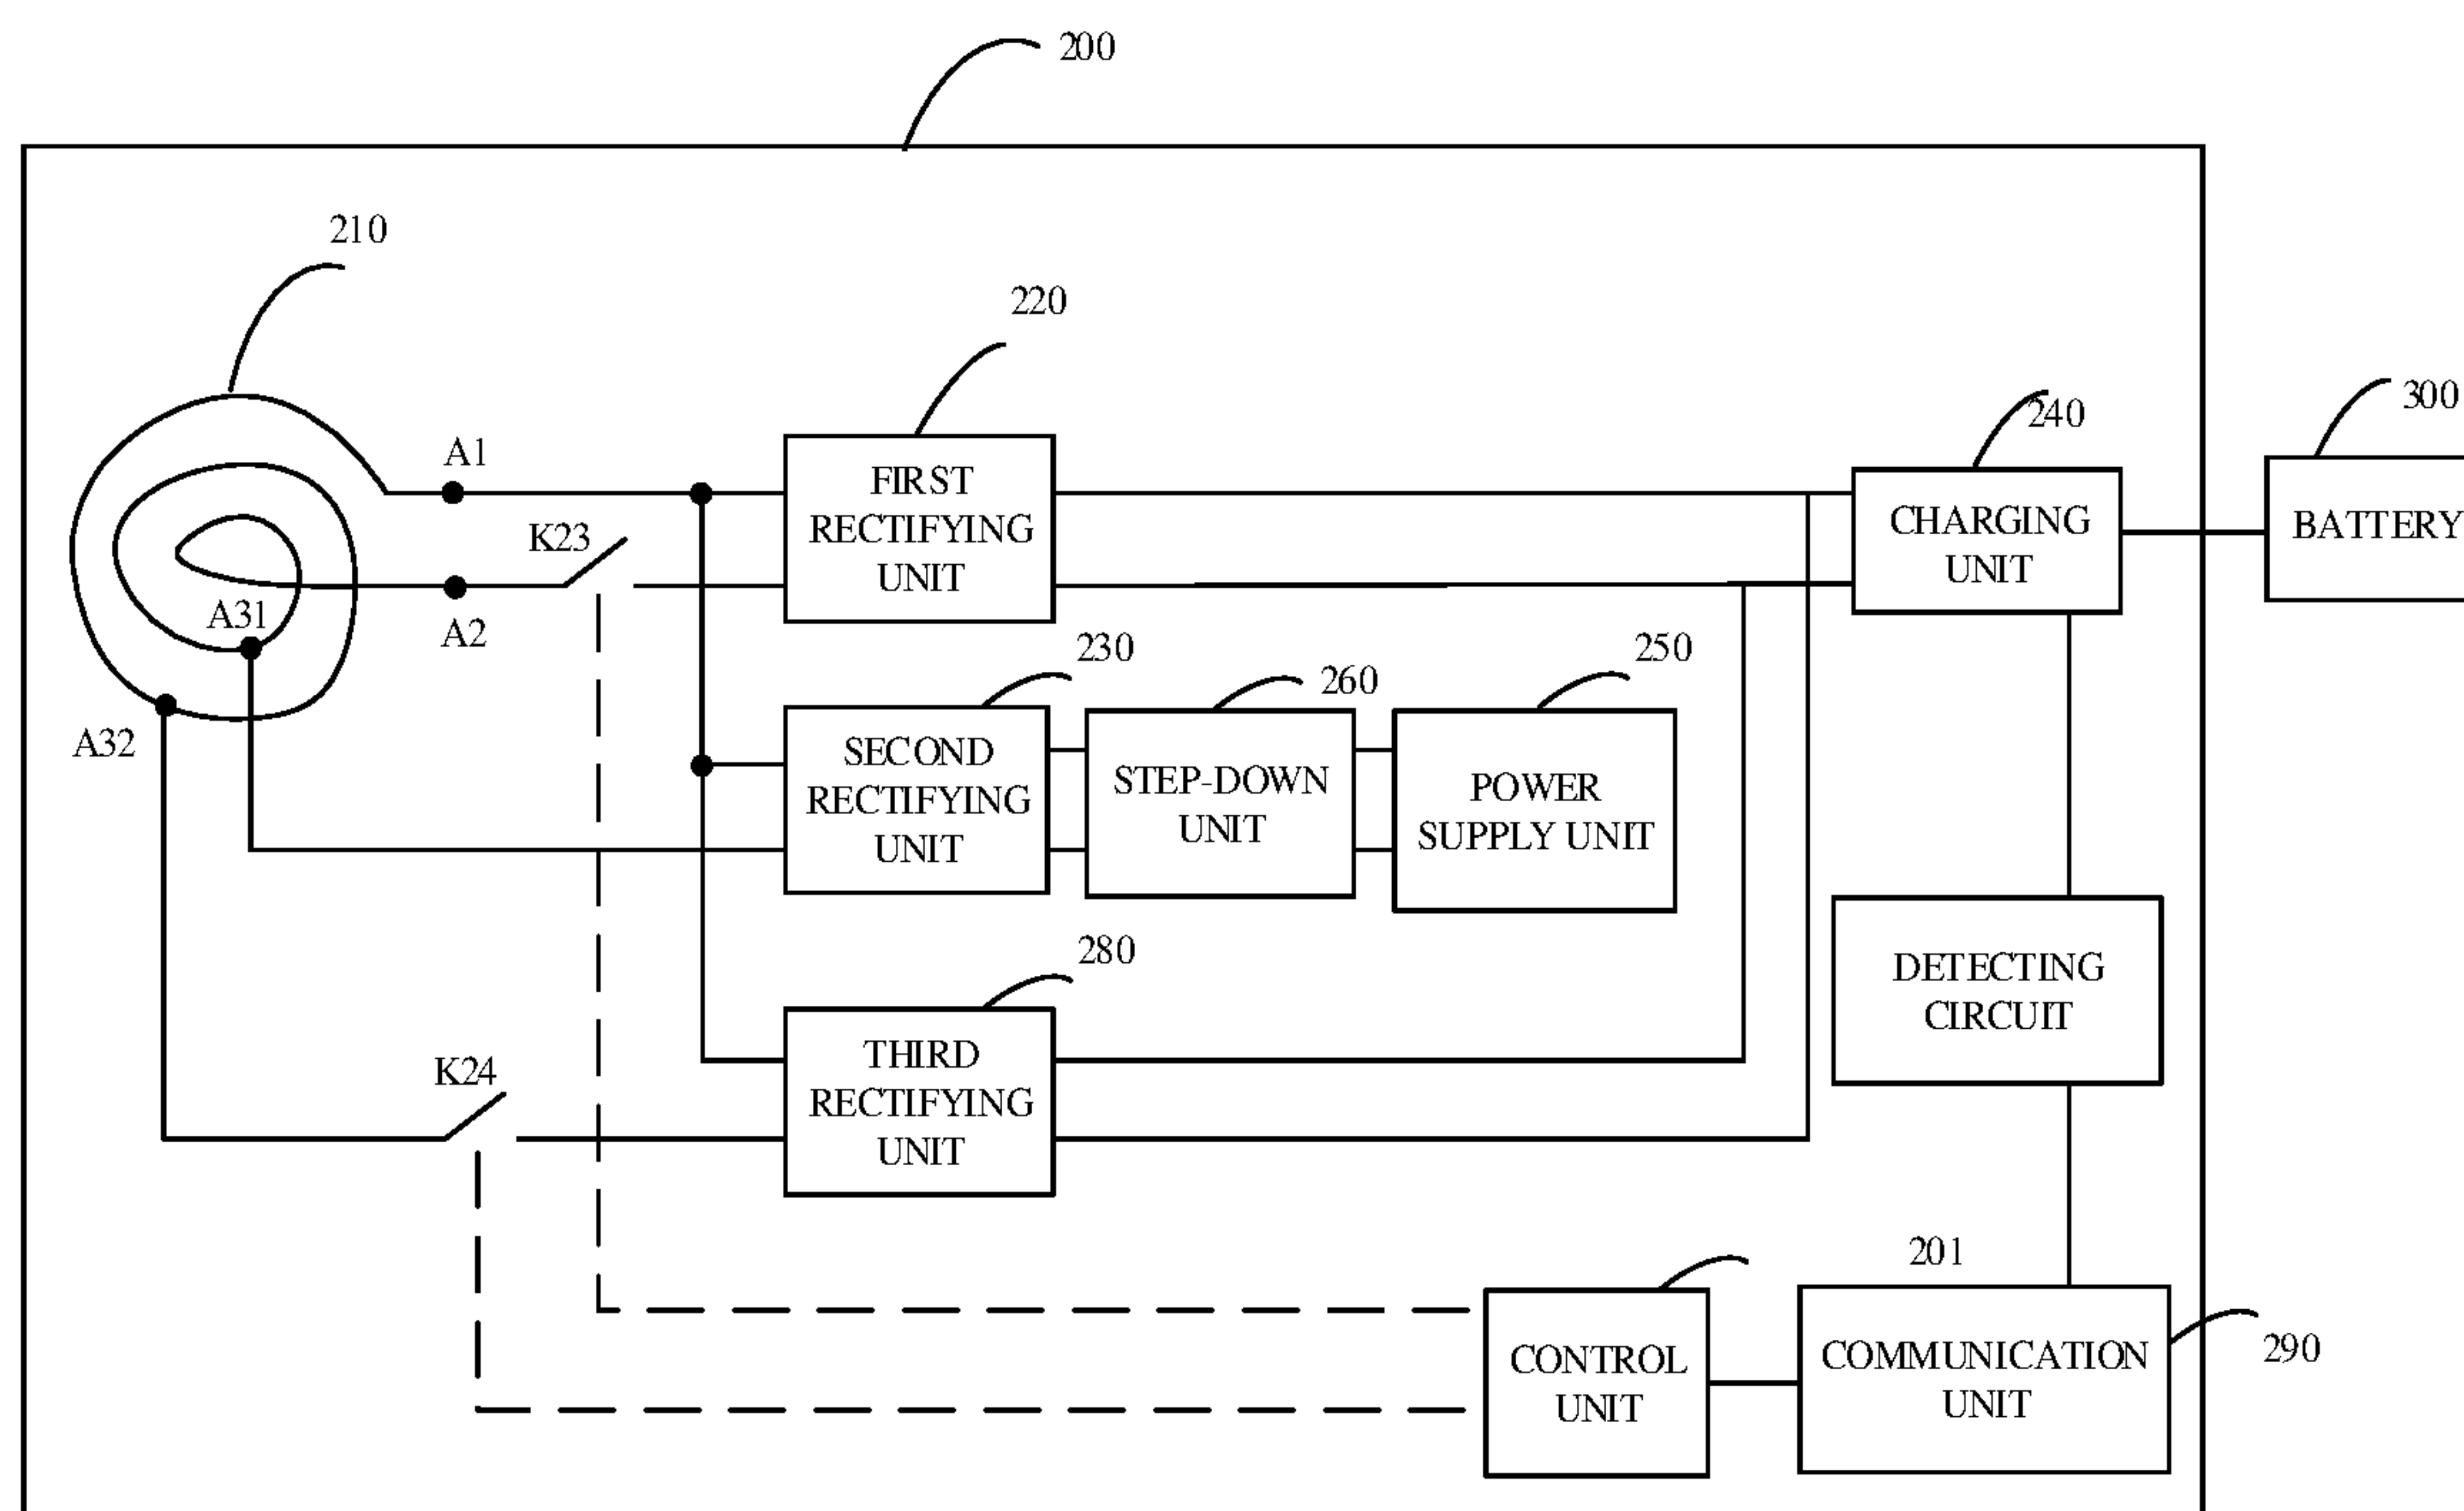 200
210
220
240
300
A1
FIRST
RECTIFYING
UNIT
CHARGING
UNIT
BATTERY
K23
A31
A2
230
260
250
A32
SECOND
RECTIFYING
UNIT
STEP-DOWN
UNIT
POWER
SUPPLY UNIT
280
DETECTING
CIRCUIT
K24
THIRD
RECTIFYING
UNIT
201
CONTROL
UNIT
COMMUNICATION
UNIT
290